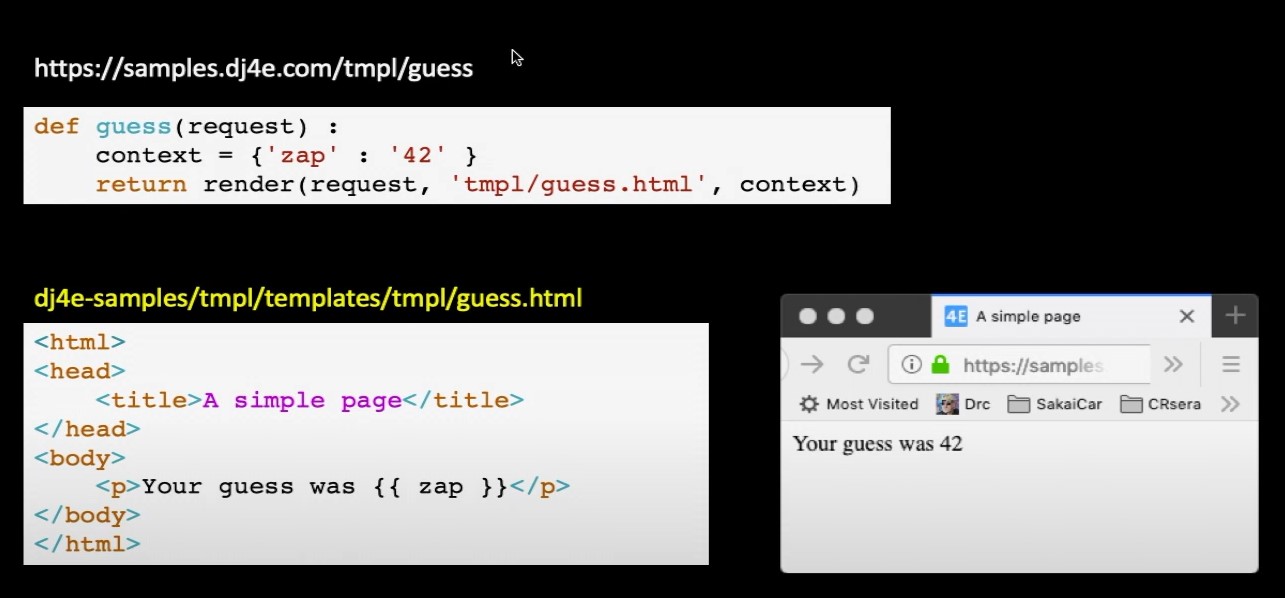 https://samples.dj4e.com/tmpl/guess
def guess(request) :
    context = {'zap' : '42' }
    return render(request, 'tmpl/guess.html', context)
dj4e-samples/tmpl/templates/tmpl/guess.html
<html>
<head>
    <title>A simple page</title>
</head>
<body>
    <p>Your guess was {{ zap }}</p>
</body>
</html>
4E A simple page
https://samples
Most Visited Drc SakaiCar CRsera
Your guess was 42